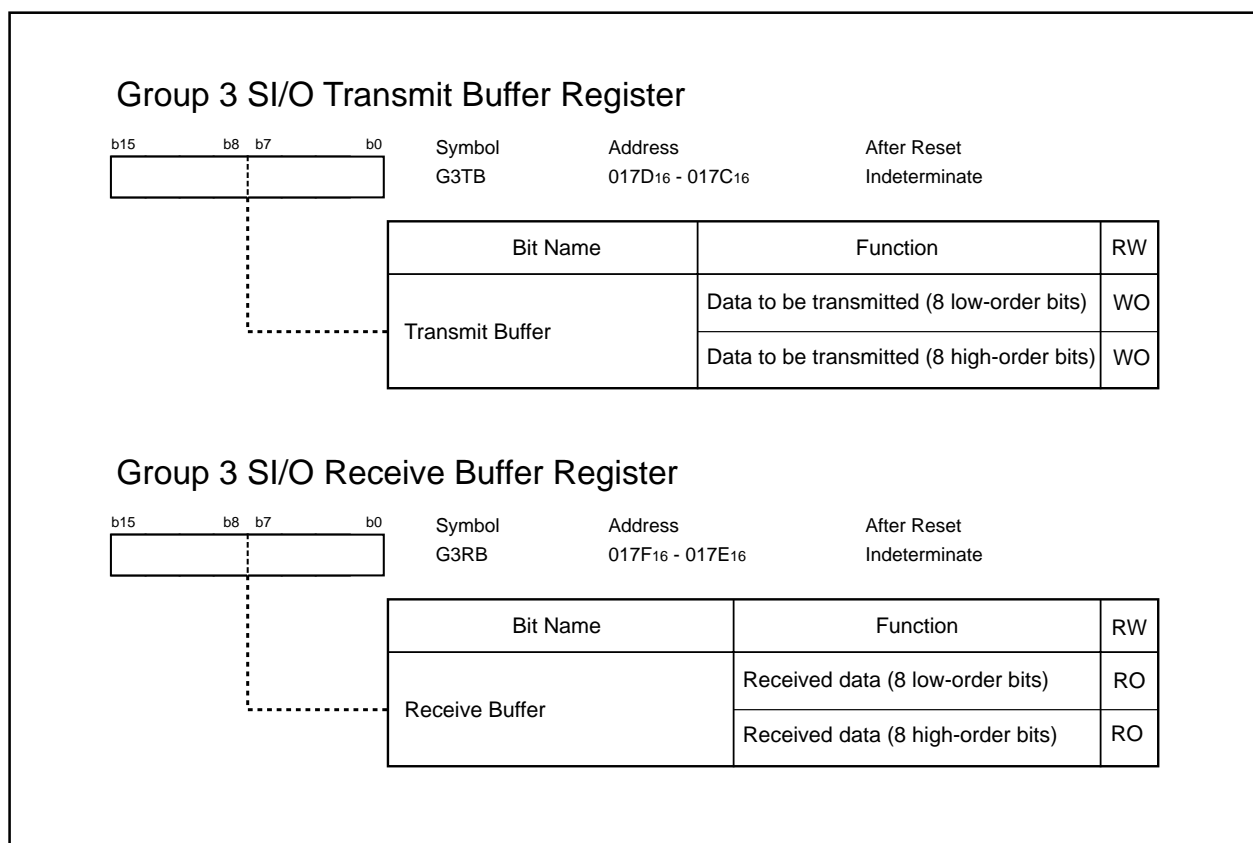 Group 3 SI/O Transmit Buffer Register
b15 b8 b7 b0 Symbol Address After Reset
G3TB 017D16 - 017C16 Indeterminate
Bit Name Function RW
Transmit Buffer
Data to be transmitted (8 low-order bits) WO
Data to be transmitted (8 high-order bits) WO
Group 3 SI/O Receive Buffer Register
b15 b8 b7 b0 Symbol Address After Reset
G3RB 017F16 - 017E16 Indeterminate
Bit Name Function RW
Receive Buffer
Received data (8 low-order bits) RO
Received data (8 high-order bits) RO